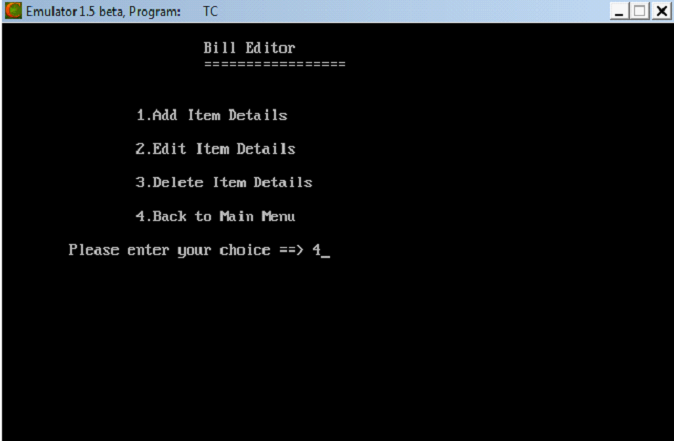 Emulator 1.5 beta, Program: TC
Bill Editor
=================
1.Add Item Details
2.Edit Item Details
3.Delete Item Details
4.Back to Main Menu
Please enter your choice ==> 4_